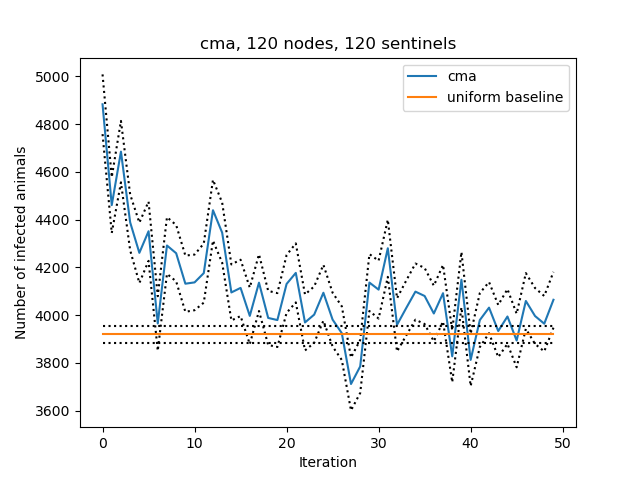 cma, 120 nodes, 120 sentinels
cma
uniform baseline
Number of infected animals
5000
4800
4600
4400
4200
4000
3800
3600
0 10 20 30 40 50
Iteration